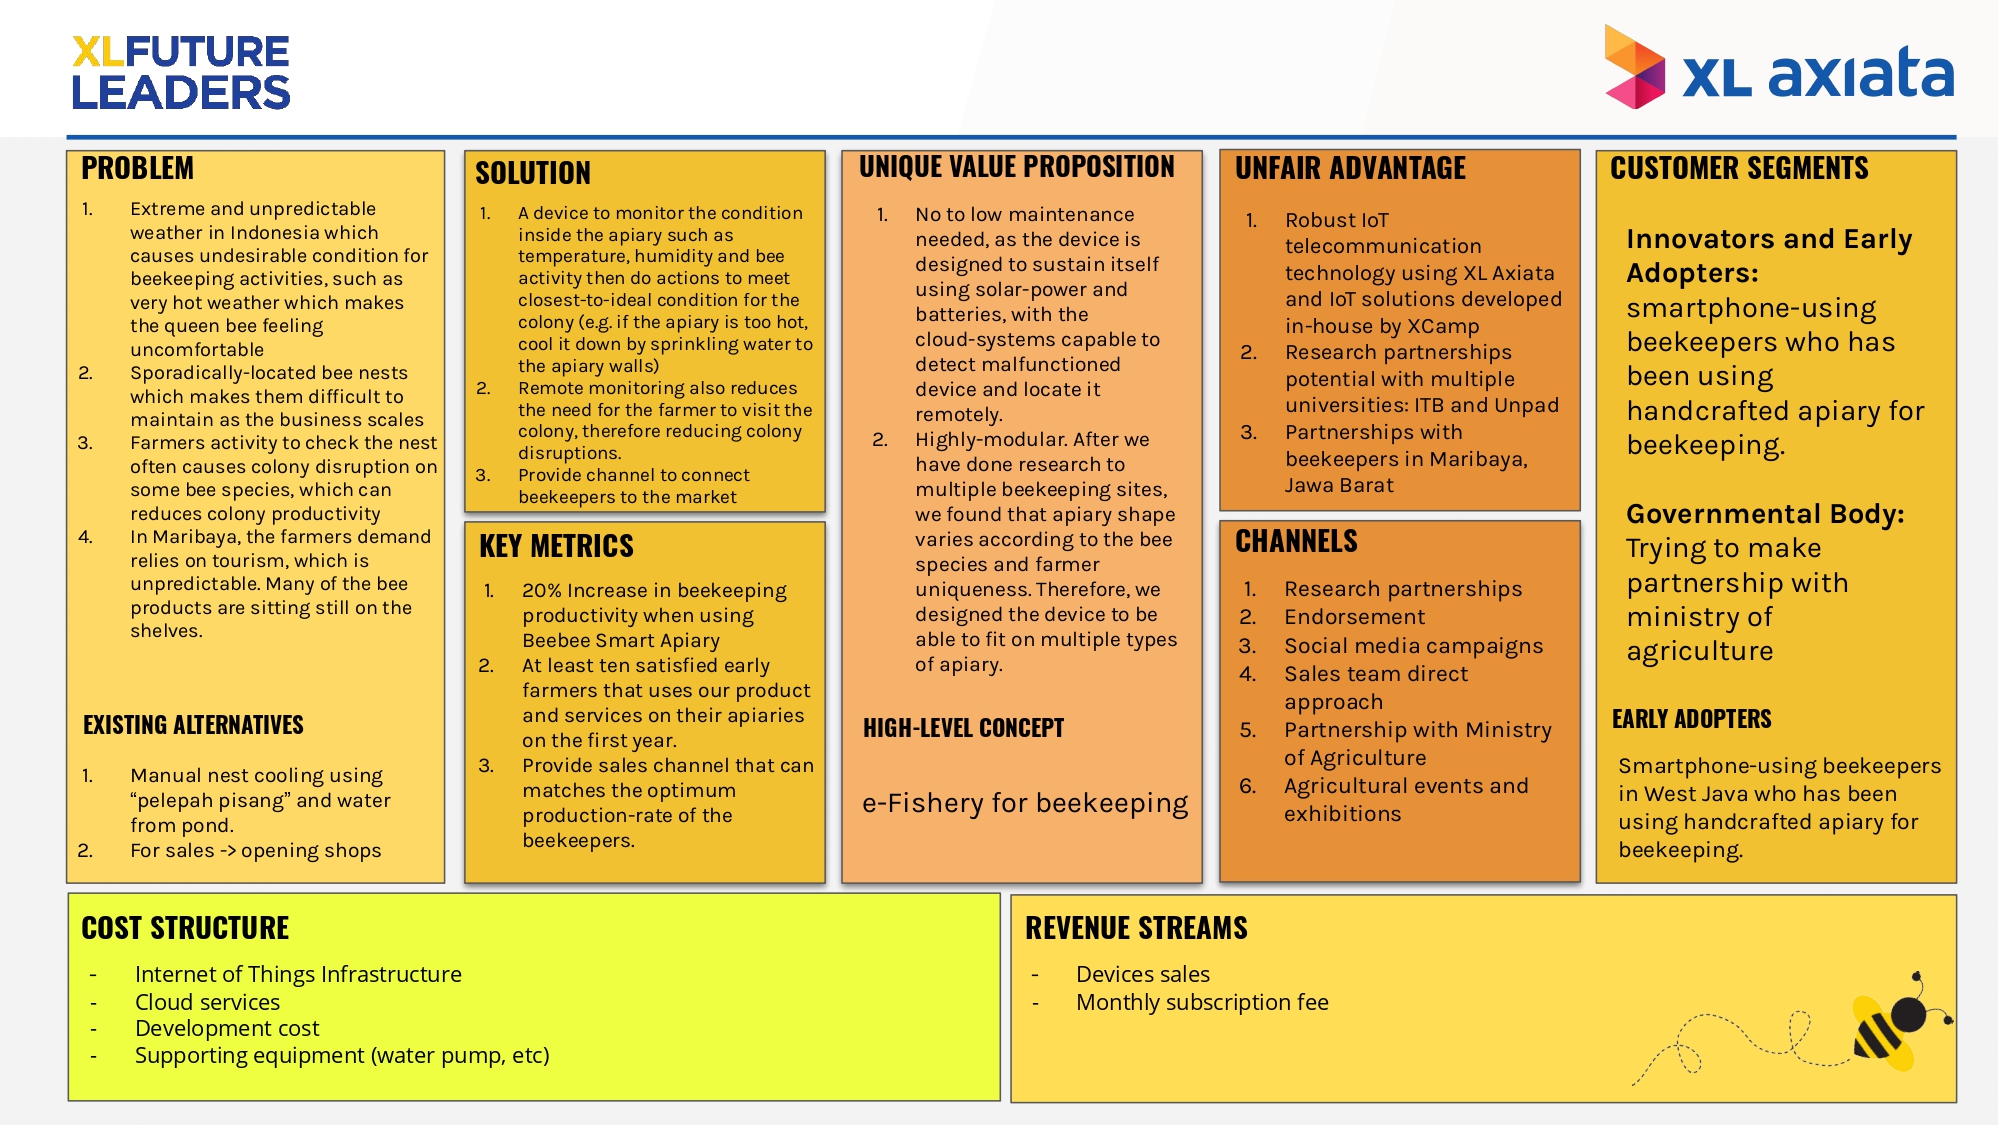 XLFUTURE
LEADERS
XL axiata
PROBLEM
1. Extreme and unpredictable
weather in Indonesia which
causes undesirable condition for
beekeeping activities, such as
very hot weather which makes
the queen bee feeling
uncomfortable
2. Sporadically-located bee nests
which makes them difficult to
maintain as the business scales
3. Farmers activity to check the nest
often causes colony disruption on
some bee species, which can
reduces colony productivity
4. In Maribaya, the farmers demand
relies on tourism, which is
unpredictable. Many of the bee
products are sitting still on the
shelves.
EXISTING ALTERNATIVES
1. Manual nest cooling using
“pelepah pisang” and water
from pond.
2. For sales -> opening shops
SOLUTION
1. A device to monitor the condition
inside the apiary such as
temperature, humidity and bee
activity then do actions to meet
closest-to-ideal condition for the
colony (e.g. if the apiary is too hot,
cool it down by sprinkling water to
the apiary walls)
2. Remote monitoring also reduces
the need for the farmer to visit the
colony, therefore reducing colony
disruptions.
3. Provide channel to connect
beekeepers to the market
KEY METRICS
1. 20% Increase in beekeeping
productivity when using
Beebee Smart Apiary
2. At least ten satisfied early
farmers that uses our product
and services on their apiaries
on the first year.
3. Provide sales channel that can
matches the optimum
production-rate of the
beekeepers.
UNIQUE VALUE PROPOSITION
1. No to low maintenance
needed, as the device is
designed to sustain itself
using solar-power and
batteries, with the
cloud-systems capable to
detect malfunctioned
device and locate it
remotely.
2. Highly-modular. After we
have done research to
multiple beekeeping sites,
we found that apiary shape
varies according to the bee
species and farmer
uniqueness. Therefore, we
designed the device to be
able to fit on multiple types
of apiary.
HIGH-LEVEL CONCEPT
e-Fishery for beekeeping
UNFAIR ADVANTAGE
1. Robust IoT
telecommunication
technology using XL Axiata
and IoT solutions developed
in-house by XCamp
2. Research partnerships
potential with multiple
universities: ITB and Unpad
3. Partnerships with
beekeepers in Maribaya,
Jawa Barat
CHANNELS
1. Research partnerships
2. Endorsement
3. Social media campaigns
4. Sales team direct
approach
5. Partnership with Ministry
of Agriculture
6. Agricultural events and
exhibitions
CUSTOMER SEGMENTS
Innovators and Early
Adopters:
smartphone-using
beekeepers who has
been using
handcrafted apiary for
beekeeping.
Governmental Body:
Trying to make
partnership with
ministry of
agriculture
EARLY ADOPTERS
Smartphone-using beekeepers
in West Java who has been
using handcrafted apiary for
beekeeping.
COST STRUCTURE
- Internet of Things Infrastructure
- Cloud services
- Development cost
- Supporting equipment (water pump, etc)
REVENUE STREAMS
- Devices sales
- Monthly subscription fee